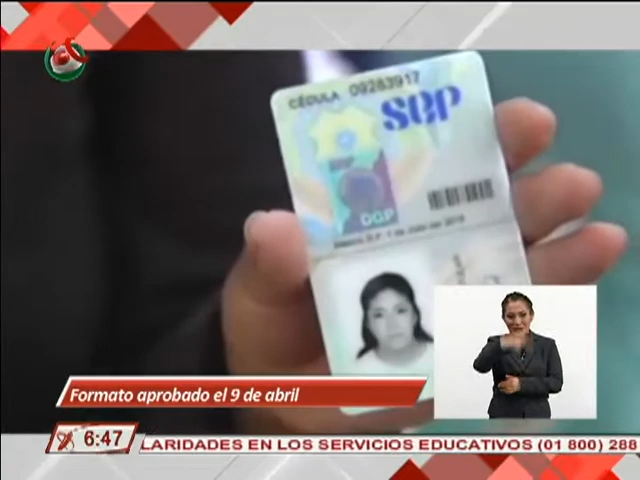 CÉDULA 09283917
SEP
DGP
Formato aprobado el 9 de abril
6:47
LARIDADES EN LOS SERVICIOS EDUCATIVOS (01 800) 288